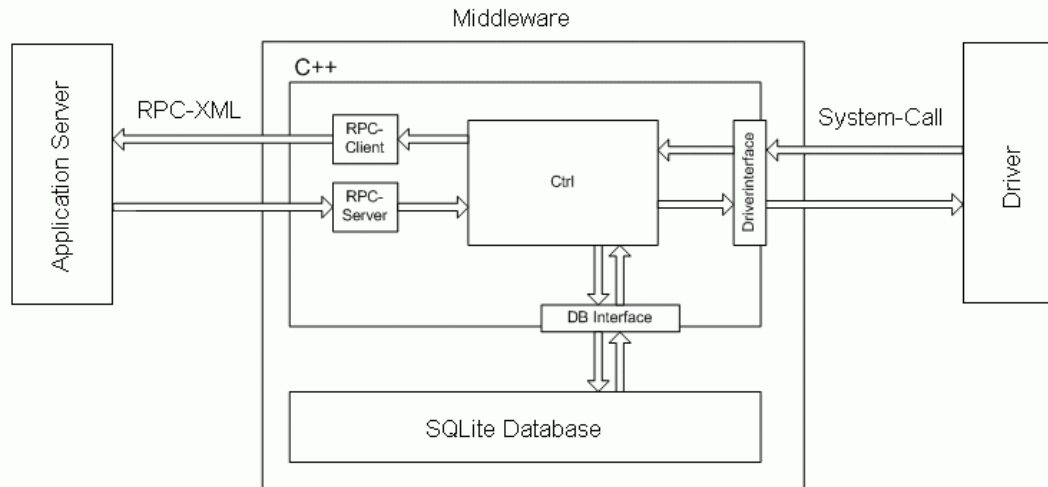 Middleware
C++
Application Server
RPC-XML
RPC-
Client
RPC-
Server
Ctrl
Driverinterface
System-Call
Driver
DB Interface
SQLite Database